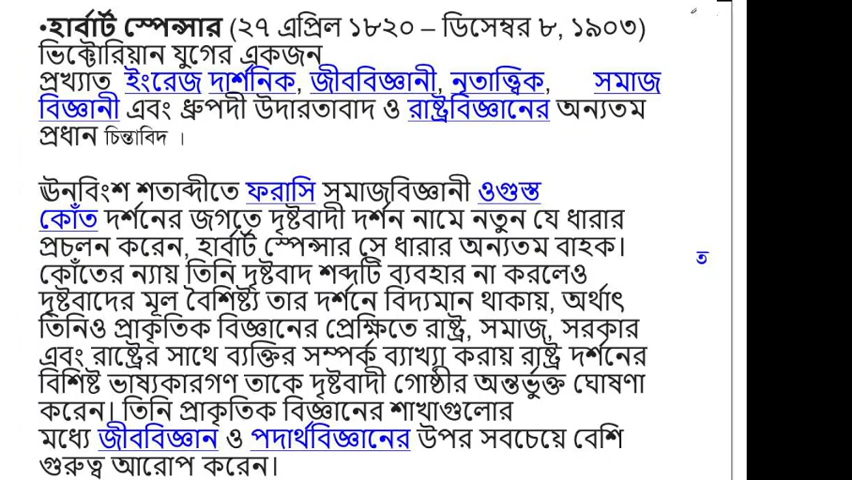 •হার্বার্ট স্পেন্সার (২৭ এপ্রিল ১৮২০ – ডিসেম্বর ৮, ১৯০৩)
ভিক্টোরিয়ান যুগের একজন
প্রখ্যাত ইংরেজ দার্শনিক, জীববিজ্ঞানী, নৃতাত্ত্বিক, সমাজ
বিজ্ঞানী এবং ধ্রুপদী উদারতাবাদ ও রাষ্ট্রবিজ্ঞানের অন্যতম
প্রধান চিন্তাবিদ ।
ঊনবিংশ শতাব্দীতে ফরাসি সমাজবিজ্ঞানী ওগুস্ত
কোঁত দর্শনের জগতে দৃষ্টবাদী দর্শন নামে নতুন যে ধারার
প্রচলন করেন, হার্বার্ট স্পেন্সার সে ধারার অন্যতম বাহক।
কোঁতের ন্যায় তিনি দৃষ্টবাদ শব্দটি ব্যবহার না করলেও
দৃষ্টবাদের মূল বৈশিষ্ট্য তার দর্শনে বিদ্যমান থাকায়, অর্থাৎ
তিনিও প্রাকৃতিক বিজ্ঞানের প্রেক্ষিতে রাষ্ট্র, সমাজ, সরকার
এবং রাষ্ট্রের সাথে ব্যক্তির সম্পর্ক ব্যাখ্যা করায় রাষ্ট্র দর্শনের
বিশিষ্ট ভাষ্যকারগণ তাকে দৃষ্টবাদী গোষ্ঠীর অন্তর্ভুক্ত ঘোষণা
করেন। তিনি প্রাকৃতিক বিজ্ঞানের শাখাগুলোর
মধ্যে জীববিজ্ঞান ও পদার্থবিজ্ঞানের উপর সবচেয়ে বেশি
গুরুত্ব আরোপ করেন।
ত